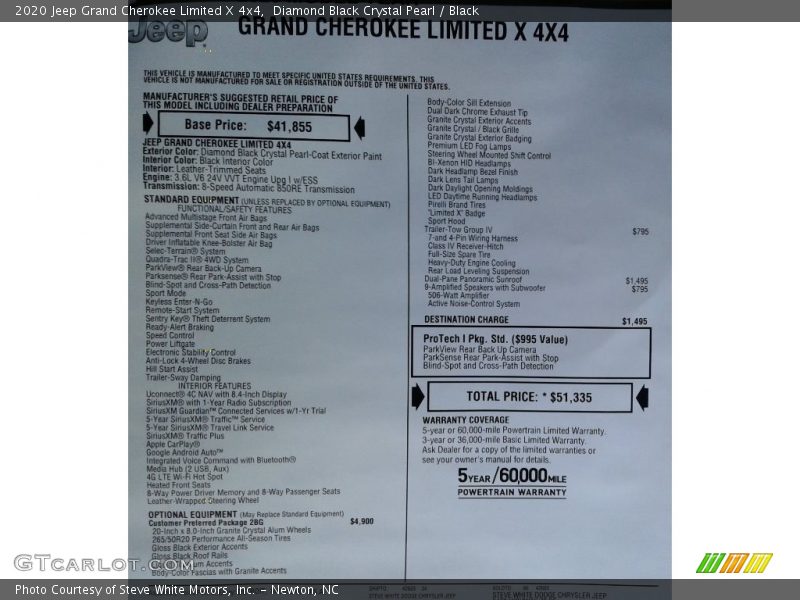 2020 Jeep Grand Cherokee Limited X 4x4, Diamond Black Crystal Pearl / Black
Jeep
GRAND CHEROKEE LIMITED X 4X4
THIS VEHICLE IS MANUFACTURED TO MEET SPECIFIC UNITED STATES REQUIREMENTS. THIS
VEHICLE IS NOT MANUFACTURED FOR SALE OR REGISTRATION OUTSIDE OF THE UNITED STATES.
MANUFACTURER'S SUGGESTED RETAIL PRICE OF
THIS MODEL INCLUDING DEALER PREPARATION
Base Price: $41,855
JEEP GRAND CHEROKEE LIMITED 4X4
Exterior Color: Diamond Black Crystal Pearl-Coat Exterior Paint
Interior Color: Black Interior Color
Interior: Leather-Trimmed Seats
Engine: 3.6L V6 24V VVT Engine Upg I w/ESS
Transmission: 8-Speed Automatic 850RE Transmission
STANDARD EQUIPMENT (UNLESS REPLACED BY OPTIONAL EQUIPMENT)
FUNCTIONAL/SAFETY FEATURES
Advanced Multistage Front Air Bags
Supplemental Side-Curtain Front and Rear Air Bags
Supplemental Front Seat Side Air Bags
Driver Inflatable Knee-Bolster Air Bag
Selec-Terrain® System
Quadra-Trac II® 4WD System
ParkView® Rear Back-Up Camera
Parksense® Rear Park-Assist with Stop
Blind-Spot and Cross-Path Detection
Sport Mode
Keyless Enter-N-Go
Remote-Start System
Sentry Key® Theft Deterrent System
Ready-Alert Braking
Speed Control
Power Liftgate
Electronic Stability Control
Anti-Lock 4-Wheel Disc Brakes
Hill Start Assist
Trailer-Sway Damping
INTERIOR FEATURES
Uconnect® 4C NAV with 8.4-Inch Display
SiriusXM® with 1-Year Radio Subscription
SiriusXM Guardian™ Connected Services w/1-Yr Trial
5-Year SiriusXM® Traffic™ Service
5-Year SiriusXM® Travel Link Service
SiriusXM® Traffic Plus
Apple CarPlay®
Google Android Auto™
Integrated Voice Command with Bluetooth®
Media Hub (2 USB, Aux)
4G LTE Wi-Fi Hot Spot
Heated Front Seats
8-Way Power Driver Memory and 8-Way Passenger Seats
Leather-Wrapped Steering Wheel
OPTIONAL EQUIPMENT (May Replace Standard Equipment)
Customer Preferred Package 2BG $4,900
20-Inch x 8.0-Inch Granite Crystal Alum Wheels
265/50R20 Performance All-Season Tires
Gloss Black Exterior Accents
Gloss Black Roof Rails
Accents
Body-Color Fascias with Granite Accents
Body-Color Sill Extension
Dual Dark Chrome Exhaust Tip
Granite Crystal Exterior Accents
Granite Crystal / Black Grille
Granite Crystal Exterior Badging
Premium LED Fog Lamps
Steering Wheel Mounted Shift Control
Bi-Xenon HID Headlamps
Dark Headlamp Bezel Finish
Dark Lens Tail Lamps
Dark Daylight Opening Moldings
LED Daytime Running Headlamps
Pirelli Brand Tires
"Limited X" Badge
Sport Hood
Trailer-Tow Group IV $795
7-and 4-Pin Wiring Harness
Class IV Receiver-Hitch
Full-Size Spare Tire
Heavy-Duty Engine Cooling
Rear Load Leveling Suspension
Dual-Pane Panoramic Sunroof $1,495
9-Amplified Speakers with Subwoofer $795
506-Watt Amplifier
Active Noise-Control System
DESTINATION CHARGE $1,495
ProTech I Pkg. Std. ($995 Value)
ParkView Rear Back Up Camera
ParkSense Rear Park-Assist with Stop
Blind-Spot and Cross-Path Detection
TOTAL PRICE: * $51,335
WARRANTY COVERAGE
5-year or 60,000-mile Powertrain Limited Warranty.
3-year or 36,000-mile Basic Limited Warranty.
Ask Dealer for a copy of the limited warranties or
see your owner's manual for details.
5YEAR/60,000MILE
POWERTRAIN WARRANTY
GTCarlot.com
Photo Courtesy of Steve White Motors, Inc. – Newton, NC
STEVE WHITE DODGE CHRYSLER JEEP
STEVE WHITE DODGE CHRYSLER JEEP